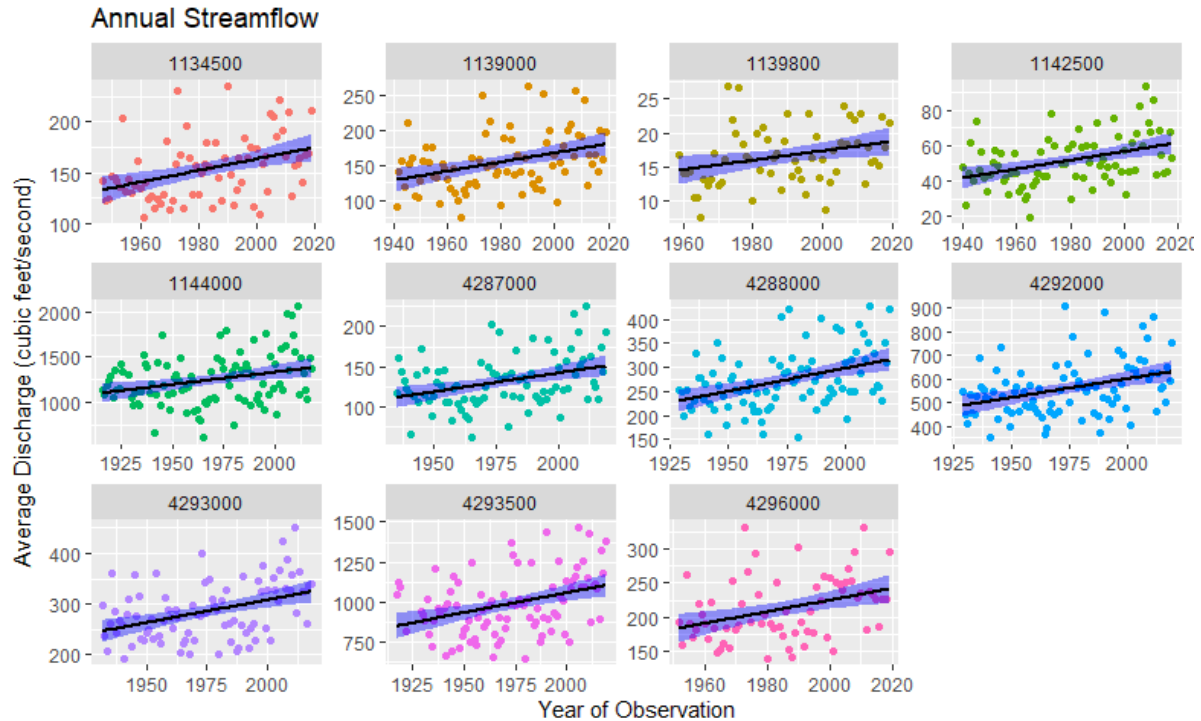 Annual Streamflow
1134500 1139000 1139800 1142500
200
150
100
250
200
150
100
25
20
15
10
80
60
40
20
1960 1980 2000 2020
1940 1960 1980 2000 2020
1960 1980 2000 2020
1940 1960 1980 2000 2020
1144000 4287000 4288000 4292000
2000
1500
1000
200
150
100
400
350
300
250
200
150
900
800
700
600
500
400
1925 1950 1975 2000
1950 1975 2000
1925 1950 1975 2000
1925 1950 1975 2000
4293000 4293500 4296000
400
300
200
1500
1250
1000
750
300
250
200
150
1950 1975 2000
1925 1950 1975 2000
1960 1980 2000 2020
Average Discharge (cubic feet/second)
Year of Observation